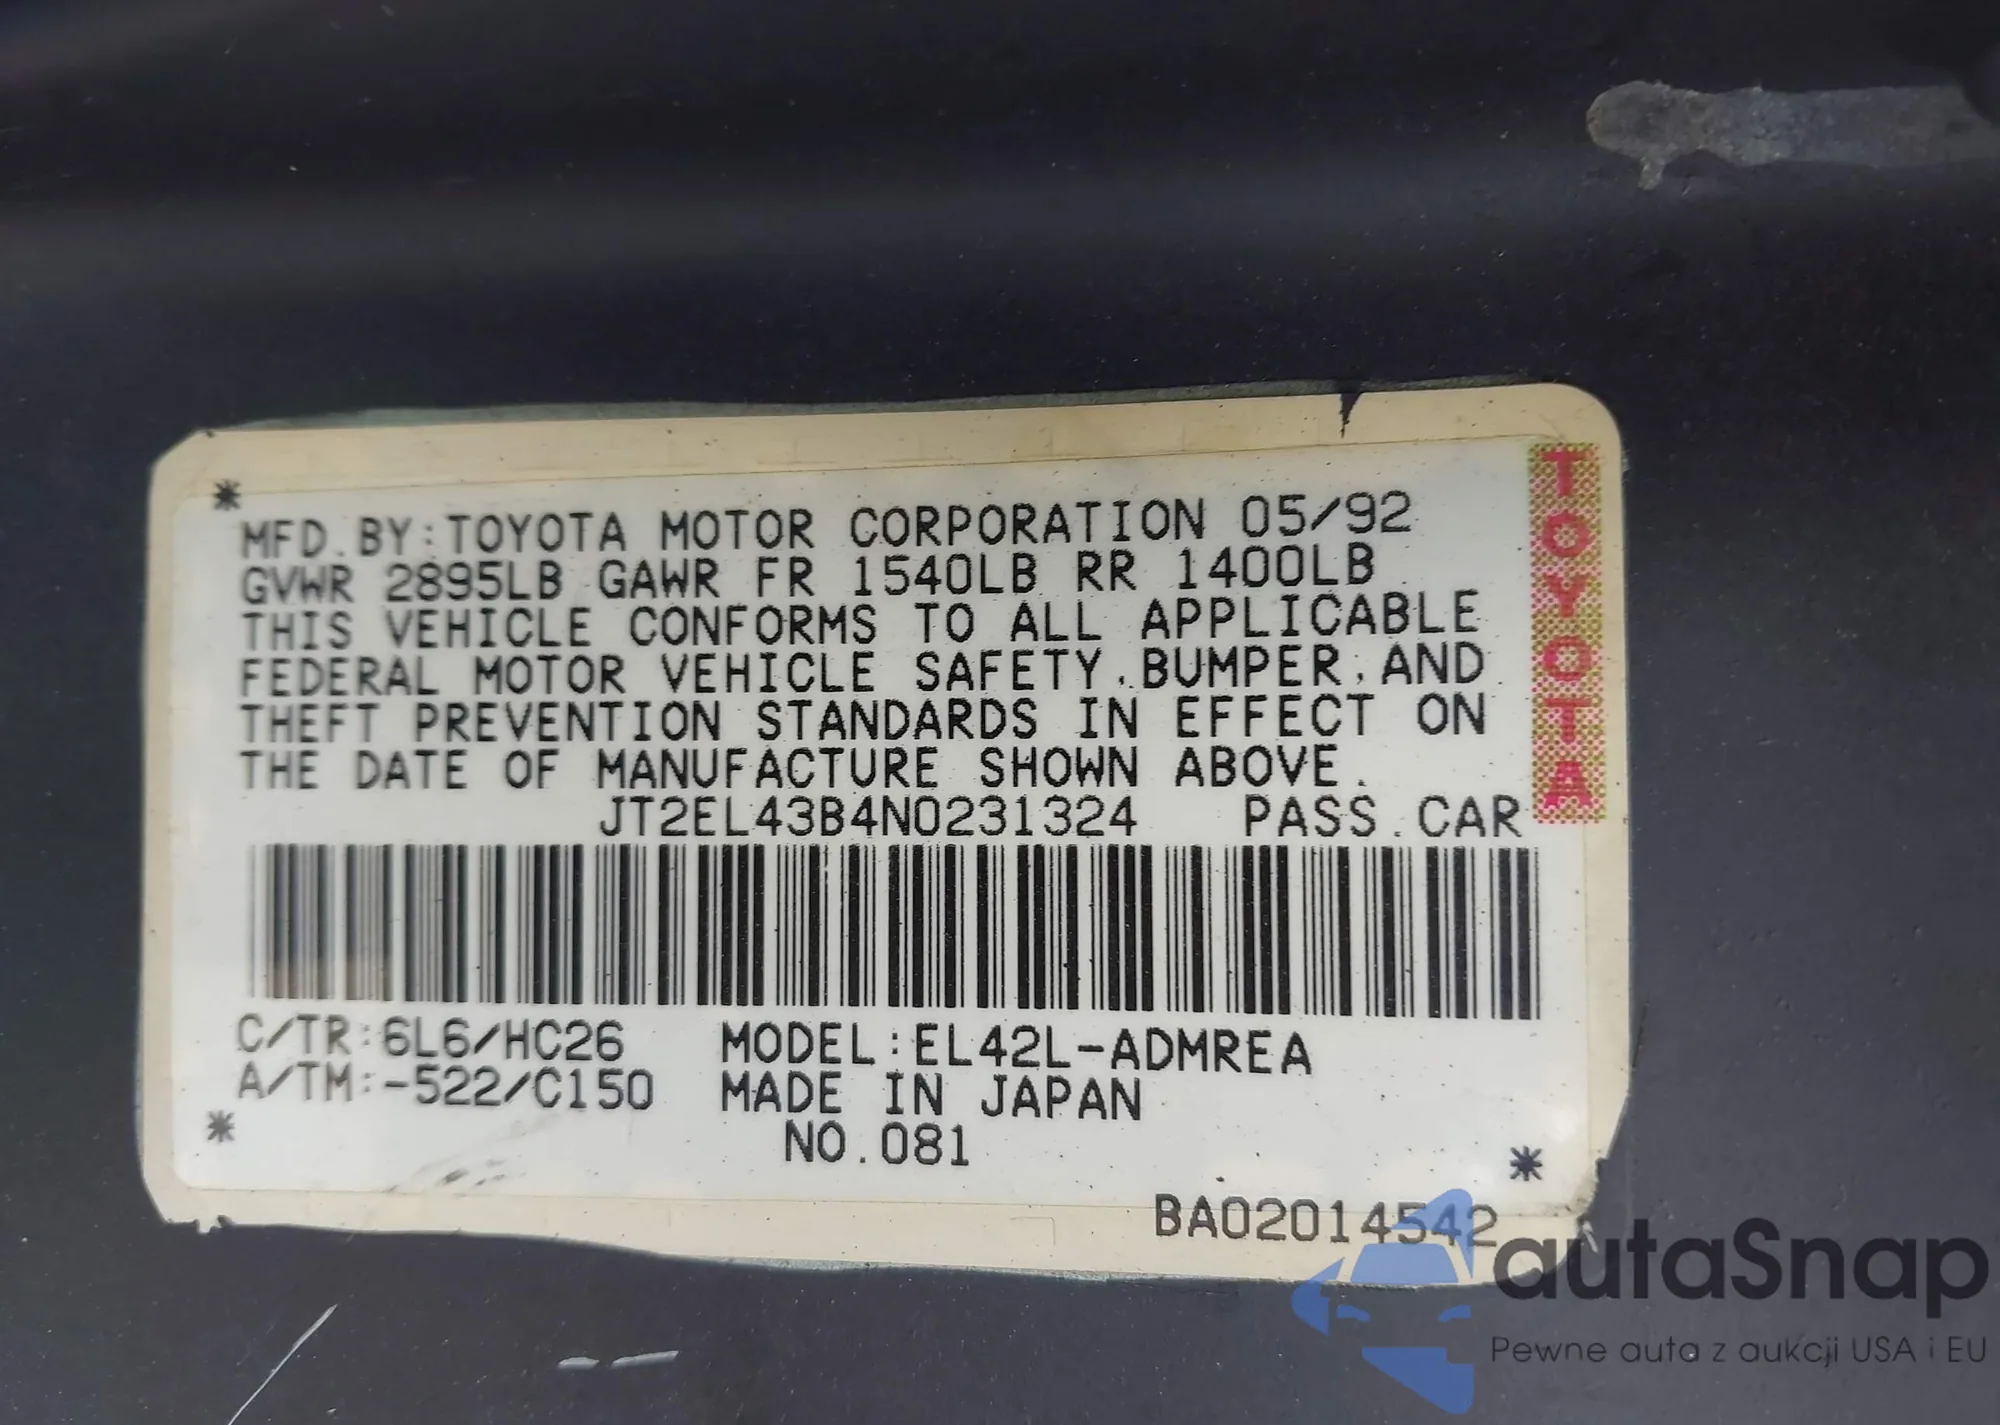 MFD.BY:TOYOTA MOTOR CORPORATION 05/92
GVWR 2895LB GAWR FR 1540LB RR 1400LB
THIS VEHICLE CONFORMS TO ALL APPLICABLE
FEDERAL MOTOR VEHICLE SAFETY,BUMPER,AND
THEFT PREVENTION STANDARDS IN EFFECT ON
THE DATE OF MANUFACTURE SHOWN ABOVE.
JT2EL43B4N0231324 PASS.CAR
TOYOTA
C/TR:6L6/HC26 MODEL:EL42L-ADMREA
A/TM:-522/C150 MADE IN JAPAN
NO.081
BA02014542
autaSnap
Pewne auta z aukcji USA i EU